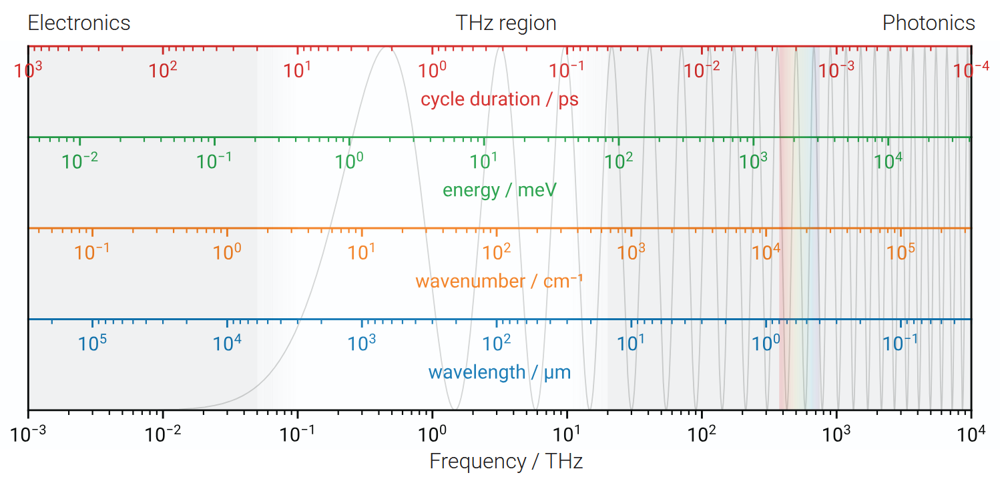 Electronics THz region Photonics
10³ 10² 10¹ 10⁰ 10⁻¹ 10⁻² 10⁻³ 10⁻⁴
cycle duration / ps
10⁻² 10⁻¹ 10⁰ 10¹ 10² 10³ 10⁴
energy / meV
10⁻¹ 10⁰ 10¹ 10² 10³ 10⁴ 10⁵
wavenumber / cm⁻¹
10⁵ 10⁴ 10³ 10² 10¹ 10⁰ 10⁻¹
wavelength / µm
10⁻³ 10⁻² 10⁻¹ 10⁰ 10¹ 10² 10³ 10⁴
Frequency / THz